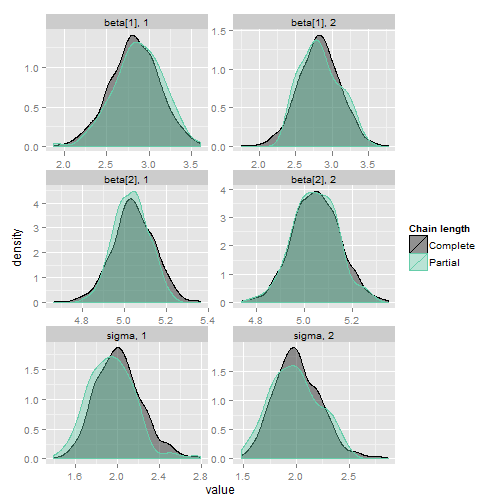 beta[1], 1
beta[1], 2
1.0
0.5
0.0
2.0 2.5 3.0 3.5
1.5
1.0
0.5
0.0
2.0 2.5 3.0 3.5
beta[2], 1
beta[2], 2
4
3
2
1
0
4.8 5.0 5.2 5.4
4
3
2
1
0
4.8 5.0 5.2
sigma, 1
sigma, 2
1.5
1.0
0.5
0.0
1.6 2.0 2.4 2.8
1.5
1.0
0.5
0.0
1.5 2.0 2.5
density
value
Chain length
Complete
Partial